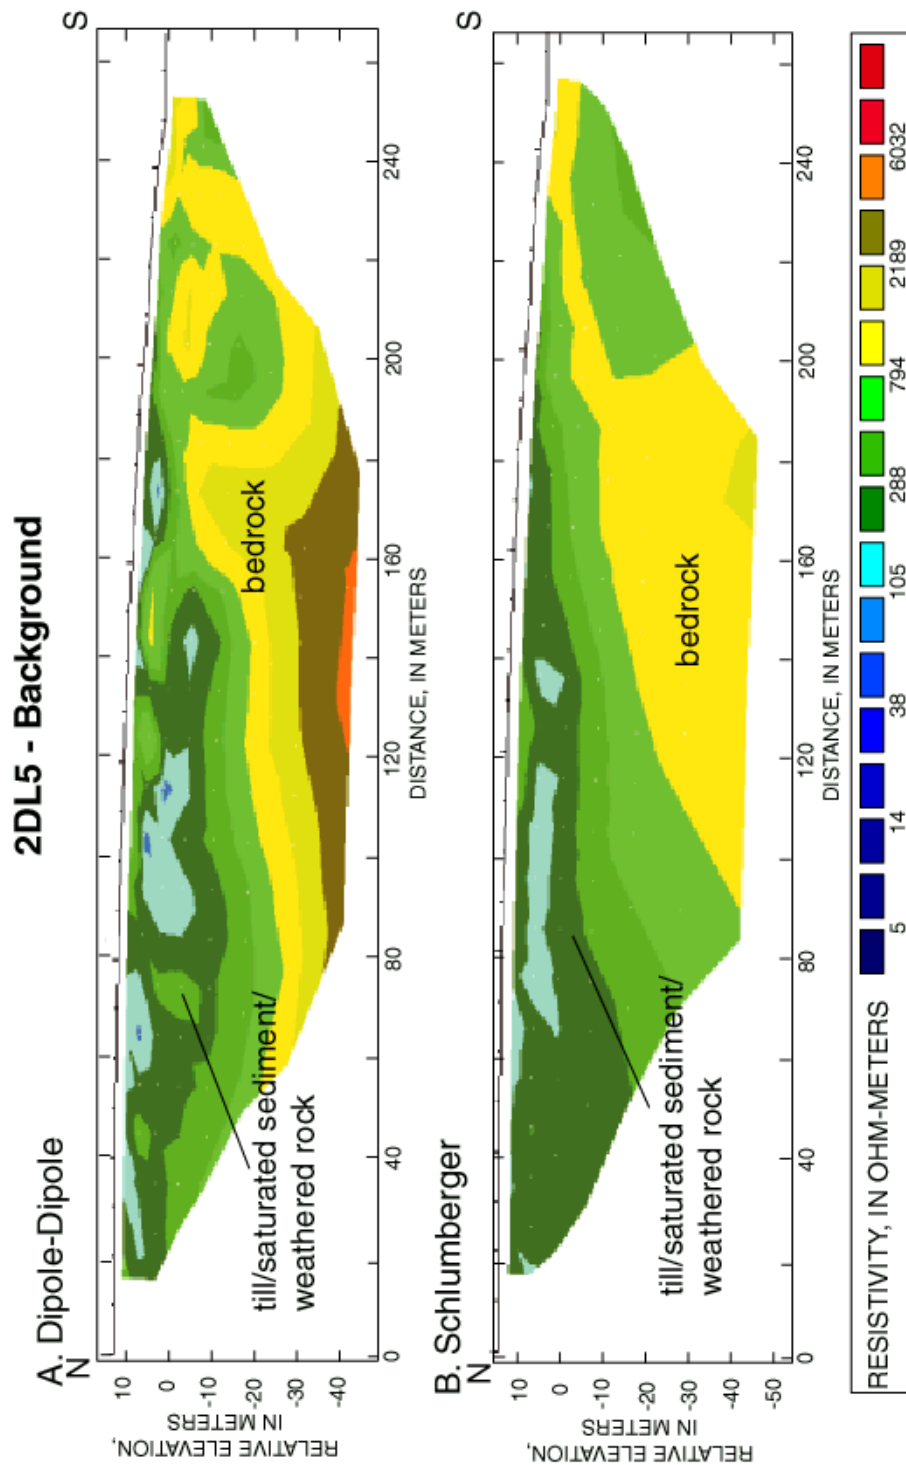 2DL5 - Background
A. Dipole-Dipole
N
S
RELATIVE ELEVATION,
IN METERS
10
0
-10
-20
-30
-40
bedrock
till/saturated sediment/
weathered rock
0
40
80
120
160
200
240
DISTANCE, IN METERS
B. Schlumberger
N
S
RELATIVE ELEVATION,
IN METERS
10
0
-10
-20
-30
-40
-50
bedrock
till/saturated sediment/
weathered rock
0
40
80
120
160
200
240
DISTANCE, IN METERS
RESISTIVITY, IN OHM-METERS
5
14
38
105
288
794
2189
6032